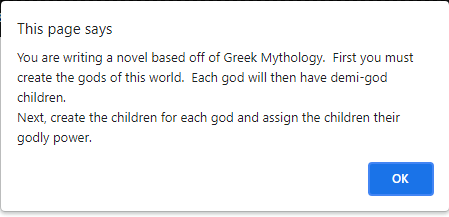 This page says
You are writing a novel based off of Greek Mythology.  First you must
create the gods of this world.  Each god will then have demi-god
children.
Next, create the children for each god and assign the children their
godly power.
OK